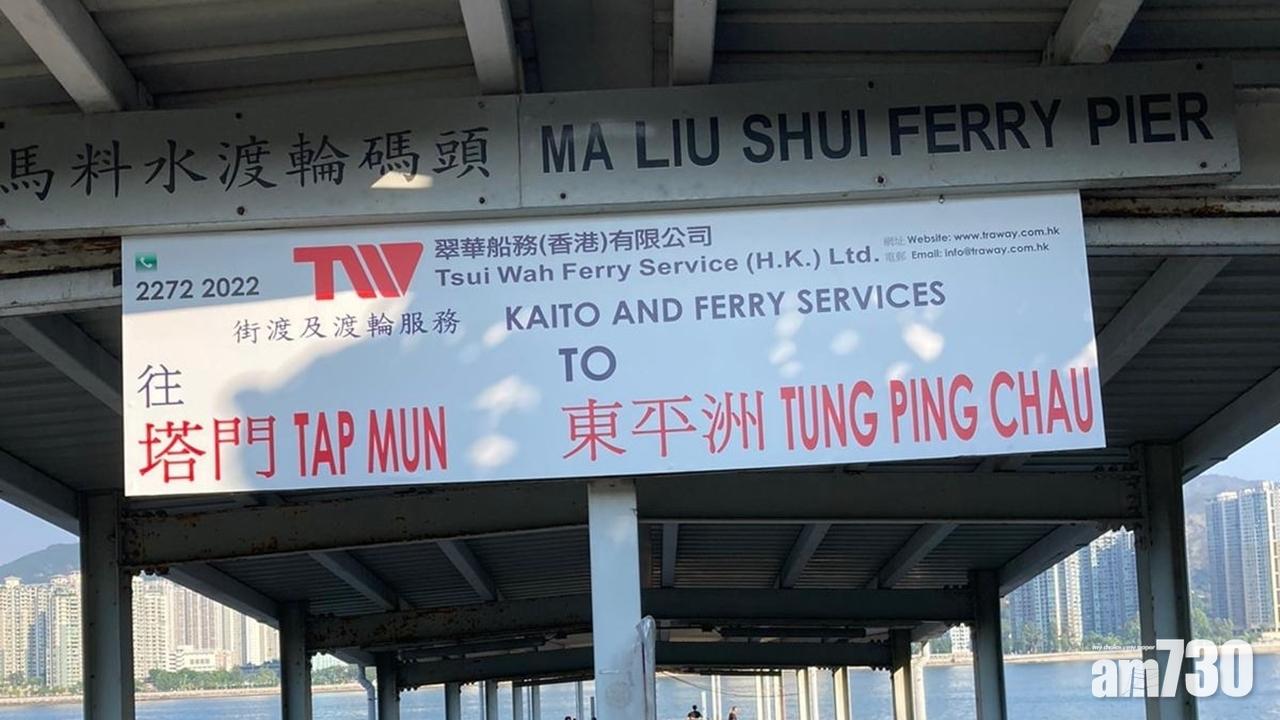 馬料水渡輪碼頭 MA LIU SHUI FERRY PIER
2272 2022
TW
翠華船務(香港)有限公司
Tsui Wah Ferry Service (H.K.) Ltd.
網址 Website: www.traway.com.hk
電郵 Email: info@traway.com.hk
街渡及渡輪服務 KAITO AND FERRY SERVICES
往 TO
塔門 TAP MUN 東平洲 TUNG PING CHAU
am730